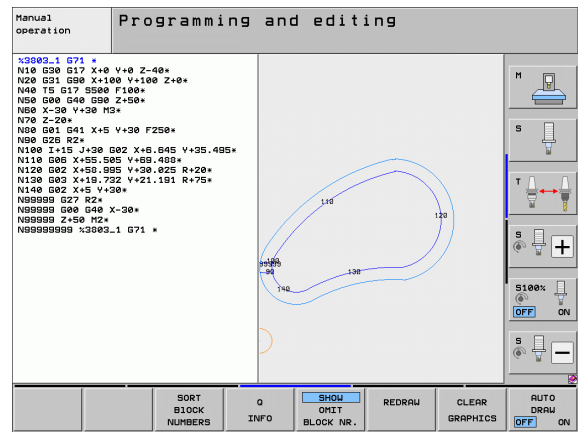 Manual
operation
Programming and editing
%3803_1 G71 *
N10 G30 G17 X+0 Y+0 Z-40*
N20 G31 G90 X+100 Y+100 Z+0*
N40 T5 G17 S500 F100*
N50 G00 G40 G90 Z+50*
N60 X-30 Y+30 M3*
N70 Z-20*
N80 G01 G41 X+5 Y+30 F250*
N90 G26 R2*
N100 I+15 J+30 G02 X+6.645 Y+35.495*
N110 G06 X+55.505 Y+69.488*
N120 G02 X+58.995 Y+30.025 R+20*
N130 G03 X+19.732 Y+21.191 R+75*
N140 G02 X+5 Y+30*
N99999 G27 R2*
N99999 G00 G40 X-30*
N99999 Z+50 M2*
N99999999 %3803_1 G71 *
110
120
90
130
140
M
S
T
S
S100%
OFF ON
S
SORT
BLOCK
NUMBERS
Q
INFO
SHOW
OMIT
BLOCK NR.
REDRAW
CLEAR
GRAPHICS
AUTO
DRAW
OFF ON